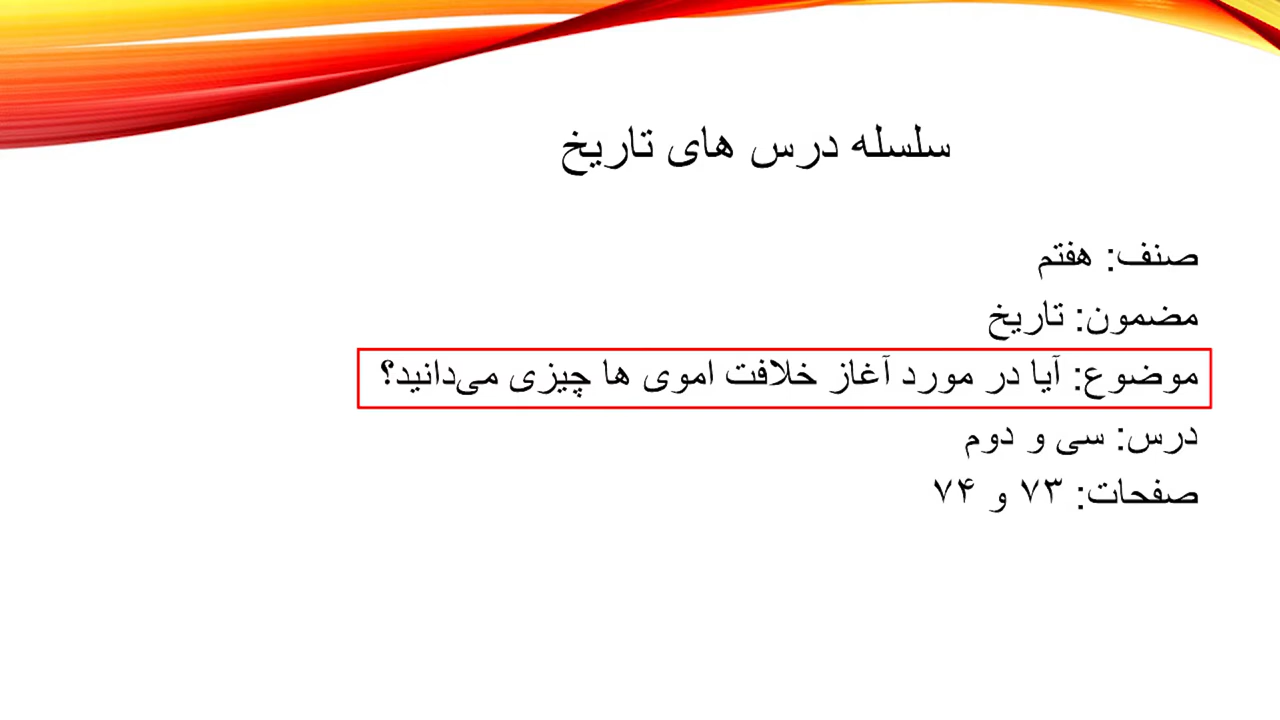 سلسله درس های تاریخ
صنف: هفتم
مضمون: تاریخ
موضوع: آیا در مورد آغاز خلافت اموی ها چیزی می‌دانید؟
درس: سی و دوم
صفحات: ۷۳ و ۷۴